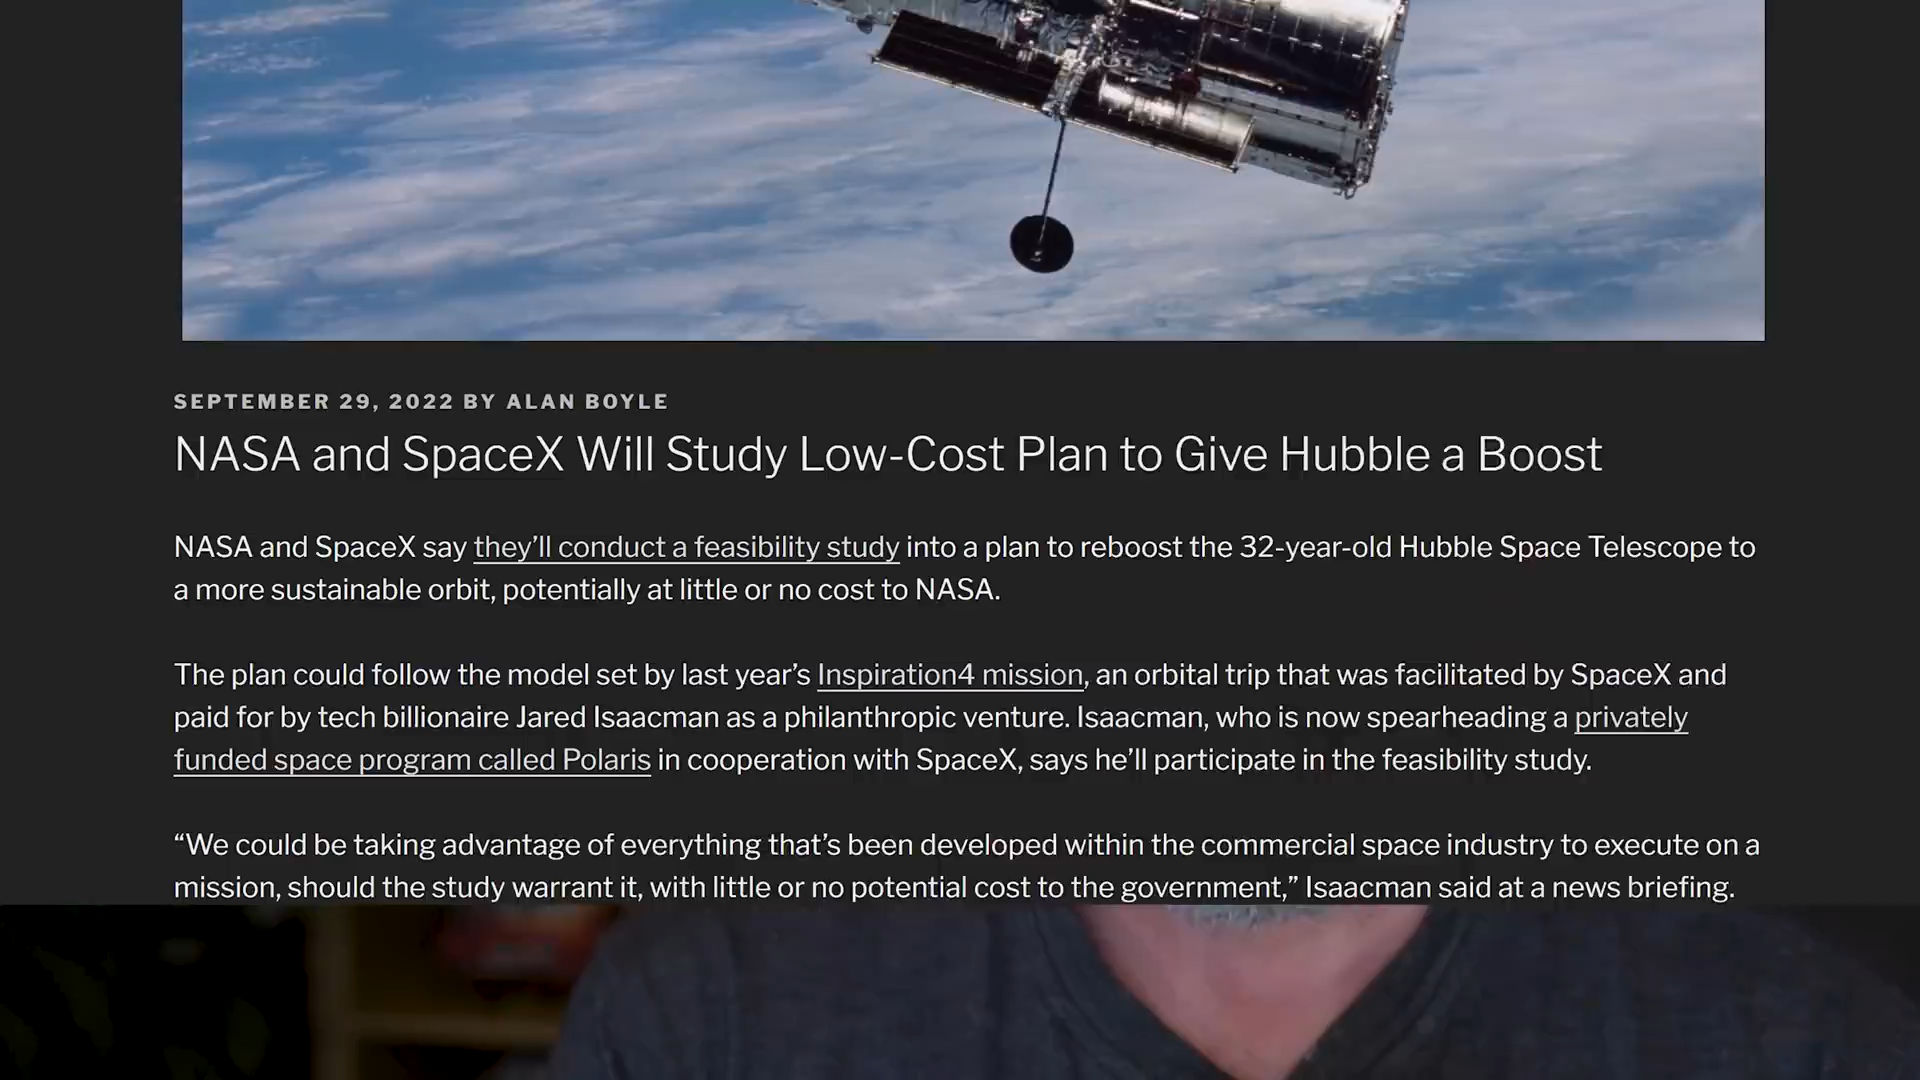 SEPTEMBER 29, 2022 BY ALAN BOYLE
NASA and SpaceX Will Study Low-Cost Plan to Give Hubble a Boost
NASA and SpaceX say they’ll conduct a feasibility study into a plan to reboost the 32-year-old Hubble Space Telescope to
a more sustainable orbit, potentially at little or no cost to NASA.
The plan could follow the model set by last year’s Inspiration4 mission, an orbital trip that was facilitated by SpaceX and
paid for by tech billionaire Jared Isaacman as a philanthropic venture. Isaacman, who is now spearheading a privately
funded space program called Polaris in cooperation with SpaceX, says he’ll participate in the feasibility study.
“We could be taking advantage of everything that’s been developed within the commercial space industry to execute on a
mission, should the study warrant it, with little or no potential cost to the government,” Isaacman said at a news briefing.